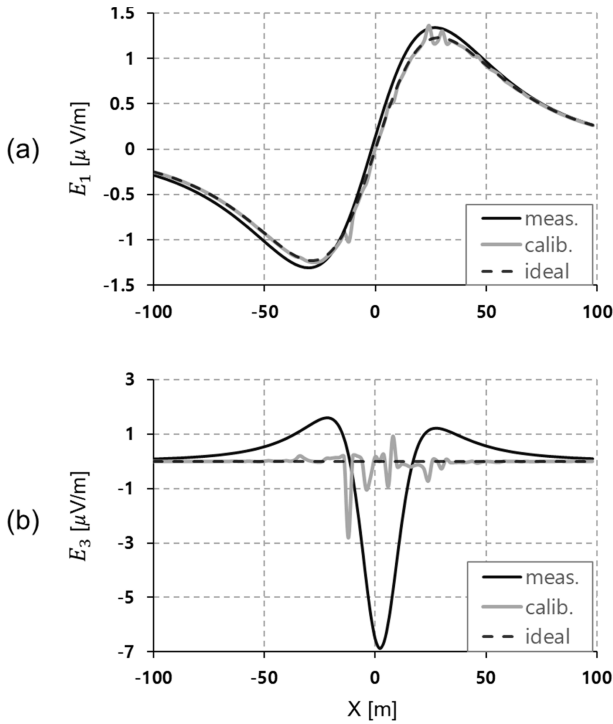 (a)
E₁ [μ V/m]
1.5
1
0.5
0
-0.5
-1
-1.5
-100 -50 0 50 100
meas.
calib.
ideal
(b)
E₃ [μV/m]
3
1
-1
-3
-5
-7
-100 -50 0 50 100
meas.
calib.
ideal
X [m]